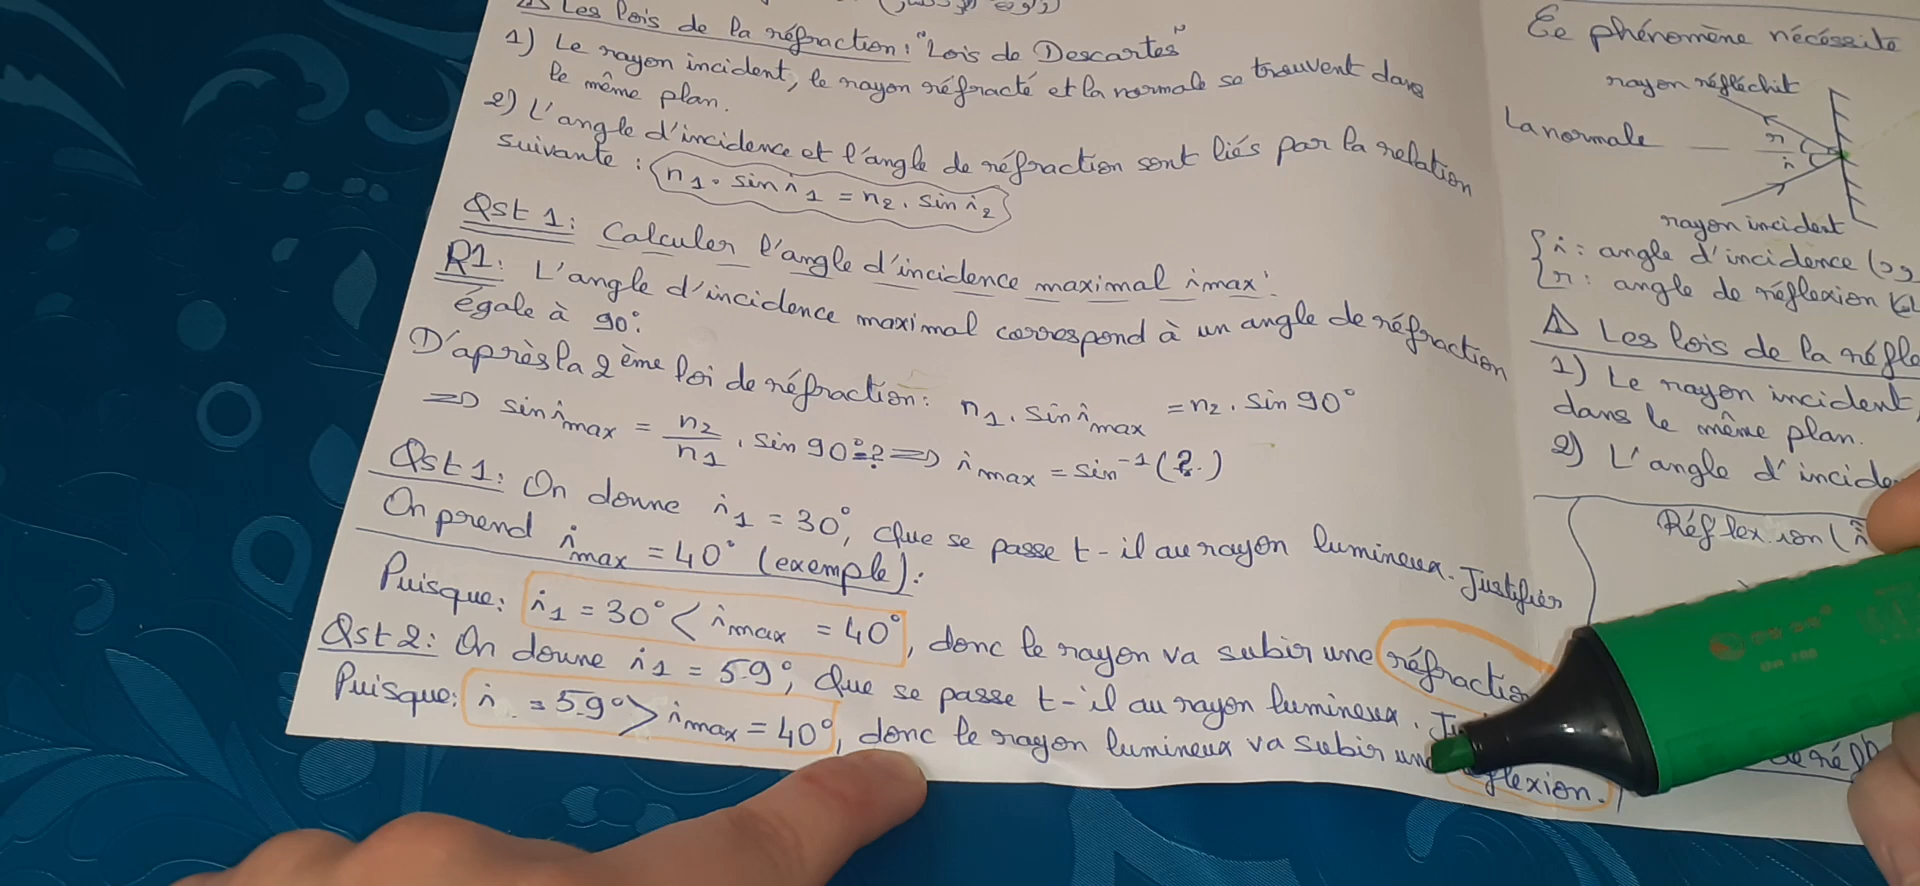 Les lois de la réfraction : "Lois de Descartes"
1) Le rayon incident, le rayon réfracté et la normale se trouvent dans
le même plan.
2) L'angle d'incidence et l'angle de réfraction sont liés par la relation
suivante : n1. sin i1 = n2. sin i2
Qst 1: Calculer l'angle d'incidence maximal imax:
R1: L'angle d'incidence maximal correspond à un angle de réfraction
égale à 90°.
D'après la 2ème loi de réfraction: n1. sin imax = n2. sin 90°
=> sin imax = n2/n1 . sin 90° = ? => imax = sin-1(?.)
Qst 1: On donne i1 = 30°, Que se passe t-il au rayon lumineux. Justifier
On prend imax = 40° (exemple):
Puisque: i1 = 30° < imax = 40°, donc le rayon va subir une réfraction
Qst 2: On donne i1 = 59°, Que se passe t-il au rayon lumineux.
Puisque: i = 59° > imax = 40°, donc le rayon lumineux va subir une réflexion.
Ce phénomène nécéssite
rayon réfléchit
La normale
r
i
rayon incident
i: angle d'incidence
r: angle de réflexion
Les lois de la
1) Le rayon incident,
dans le même plan.
2) L'angle
Réflexion